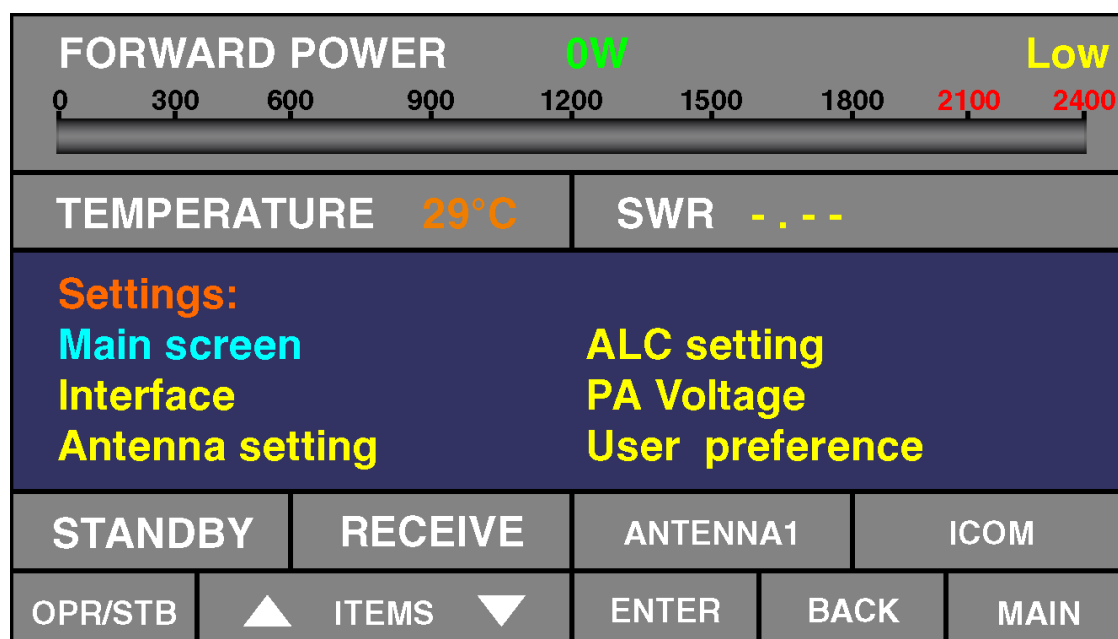 FORWARD POWER 0W Low
0 300 600 900 1200 1500 1800 2100 2400
TEMPERATURE 29°C SWR -.--
Settings:
Main screen ALC setting
Interface PA Voltage
Antenna setting User preference
STANDBY RECEIVE ANTENNA1 ICOM
OPR/STB ▲ ITEMS ▼ ENTER BACK MAIN